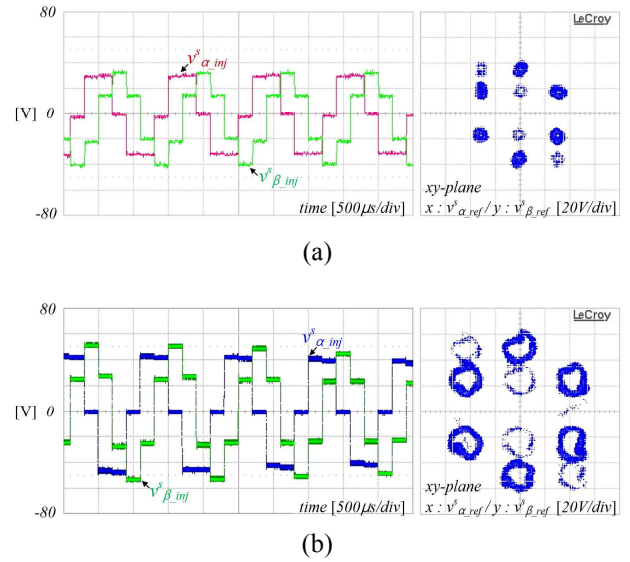 80
LeCroy
v^s_α_inj
[V] 0
v^s_β_inj
xy-plane
-80
time [500µs/div]
x : v^s_α_ref / y : v^s_β_ref [20V/div]
(a)
80
LeCroy
v^s_α_inj
[V] 0
v^s_β_inj
xy-plane
-80
time [500µs/div]
x : v^s_α_ref / y : v^s_β_ref [20V/div]
(b)